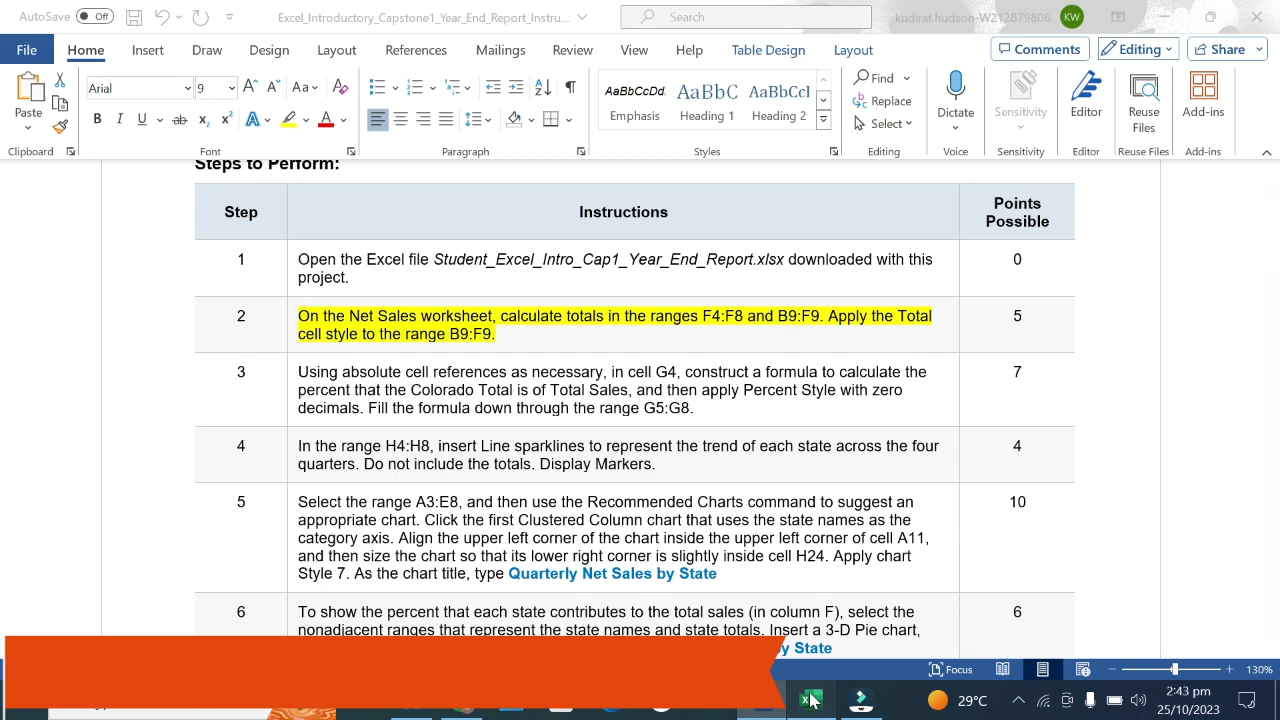 AutoSave Off Excel_Introductory_Capstone1_Year_End_Report_Instru... Search kudirat.hudson-W212879806 KW
File Home Insert Draw Design Layout References Mailings Review View Help Table Design Layout Comments Editing Share
Paste Arial 9 Aa AaBbCcDd. AaBbC AaBbCcl Find Replace Select Dictate Sensitivity Editor Reuse Files Add-ins
Emphasis Heading 1 Heading 2
Clipboard Font Paragraph Styles Editing Voice Sensitivity Editor Reuse Files Add-ins
Steps to Perform:
Step Instructions Points Possible
1 Open the Excel file Student_Excel_Intro_Cap1_Year_End_Report.xlsx downloaded with this 0
project.
2 On the Net Sales worksheet, calculate totals in the ranges F4:F8 and B9:F9. Apply the Total 5
cell style to the range B9:F9.
3 Using absolute cell references as necessary, in cell G4, construct a formula to calculate the 7
percent that the Colorado Total is of Total Sales, and then apply Percent Style with zero
decimals. Fill the formula down through the range G5:G8.
4 In the range H4:H8, insert Line sparklines to represent the trend of each state across the four 4
quarters. Do not include the totals. Display Markers.
5 Select the range A3:E8, and then use the Recommended Charts command to suggest an 10
appropriate chart. Click the first Clustered Column chart that uses the state names as the
category axis. Align the upper left corner of the chart inside the upper left corner of cell A11,
and then size the chart so that its lower right corner is slightly inside cell H24. Apply chart
Style 7. As the chart title, type Quarterly Net Sales by State
6 To show the percent that each state contributes to the total sales (in column F), select the 6
nonadjacent ranges that represent the state names and state totals. Insert a 3-D Pie chart,
by State
Focus 130%
29°C 2:43 pm
25/10/2023